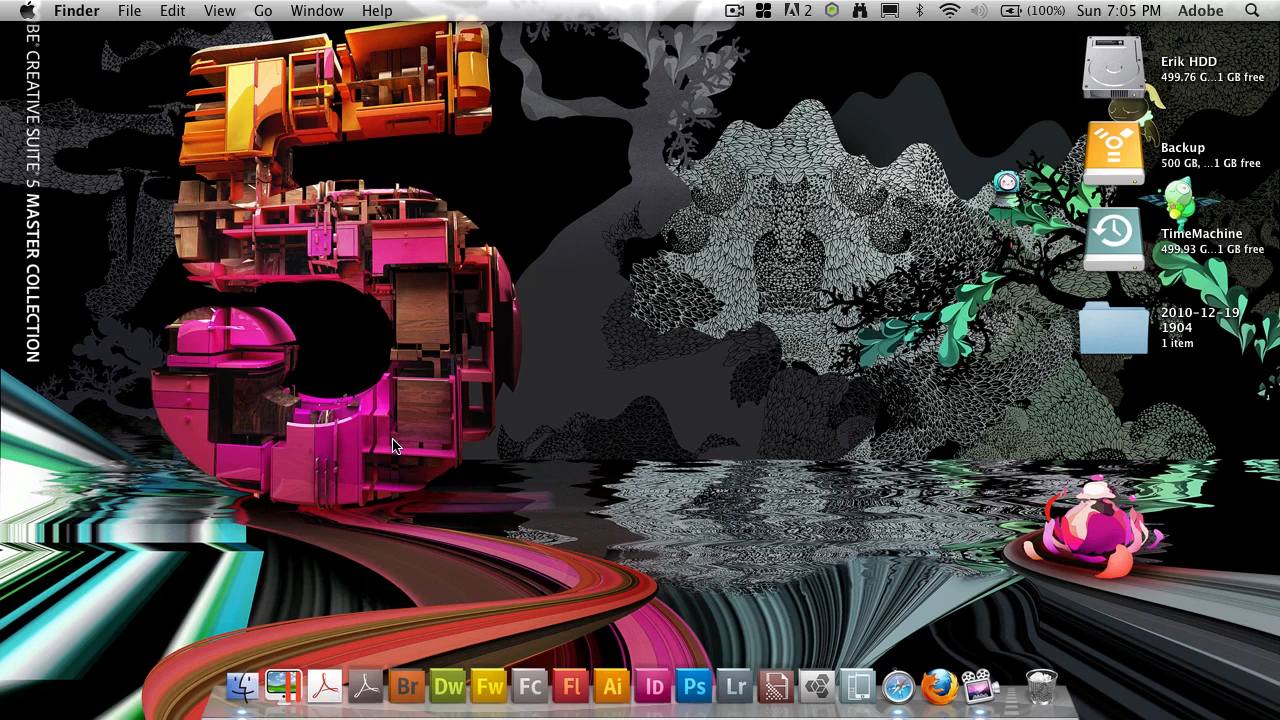 Finder File Edit View Go Window Help
2 (100%) Sun 7:05 PM Adobe
BE® CREATIVE SUITE® 5 MASTER COLLECTION
Erik HDD
499.76 G...1 GB free
Backup
500 GB, ...1 GB free
TimeMachine
499.93 G...1 GB free
2010-12-19
1904
1 item
Br Dw Fw Fc Fl Ai Id Ps Lr